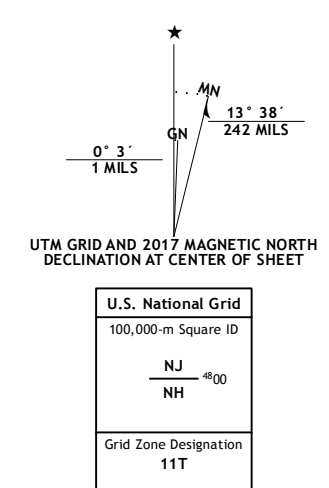 ★
MN
13° 38´
242 MILS
GN
0° 3´
1 MILS
UTM GRID AND 2017 MAGNETIC NORTH
DECLINATION AT CENTER OF SHEET
U.S. National Grid
100,000-m Square ID
NJ
4800
NH
Grid Zone Designation
11T